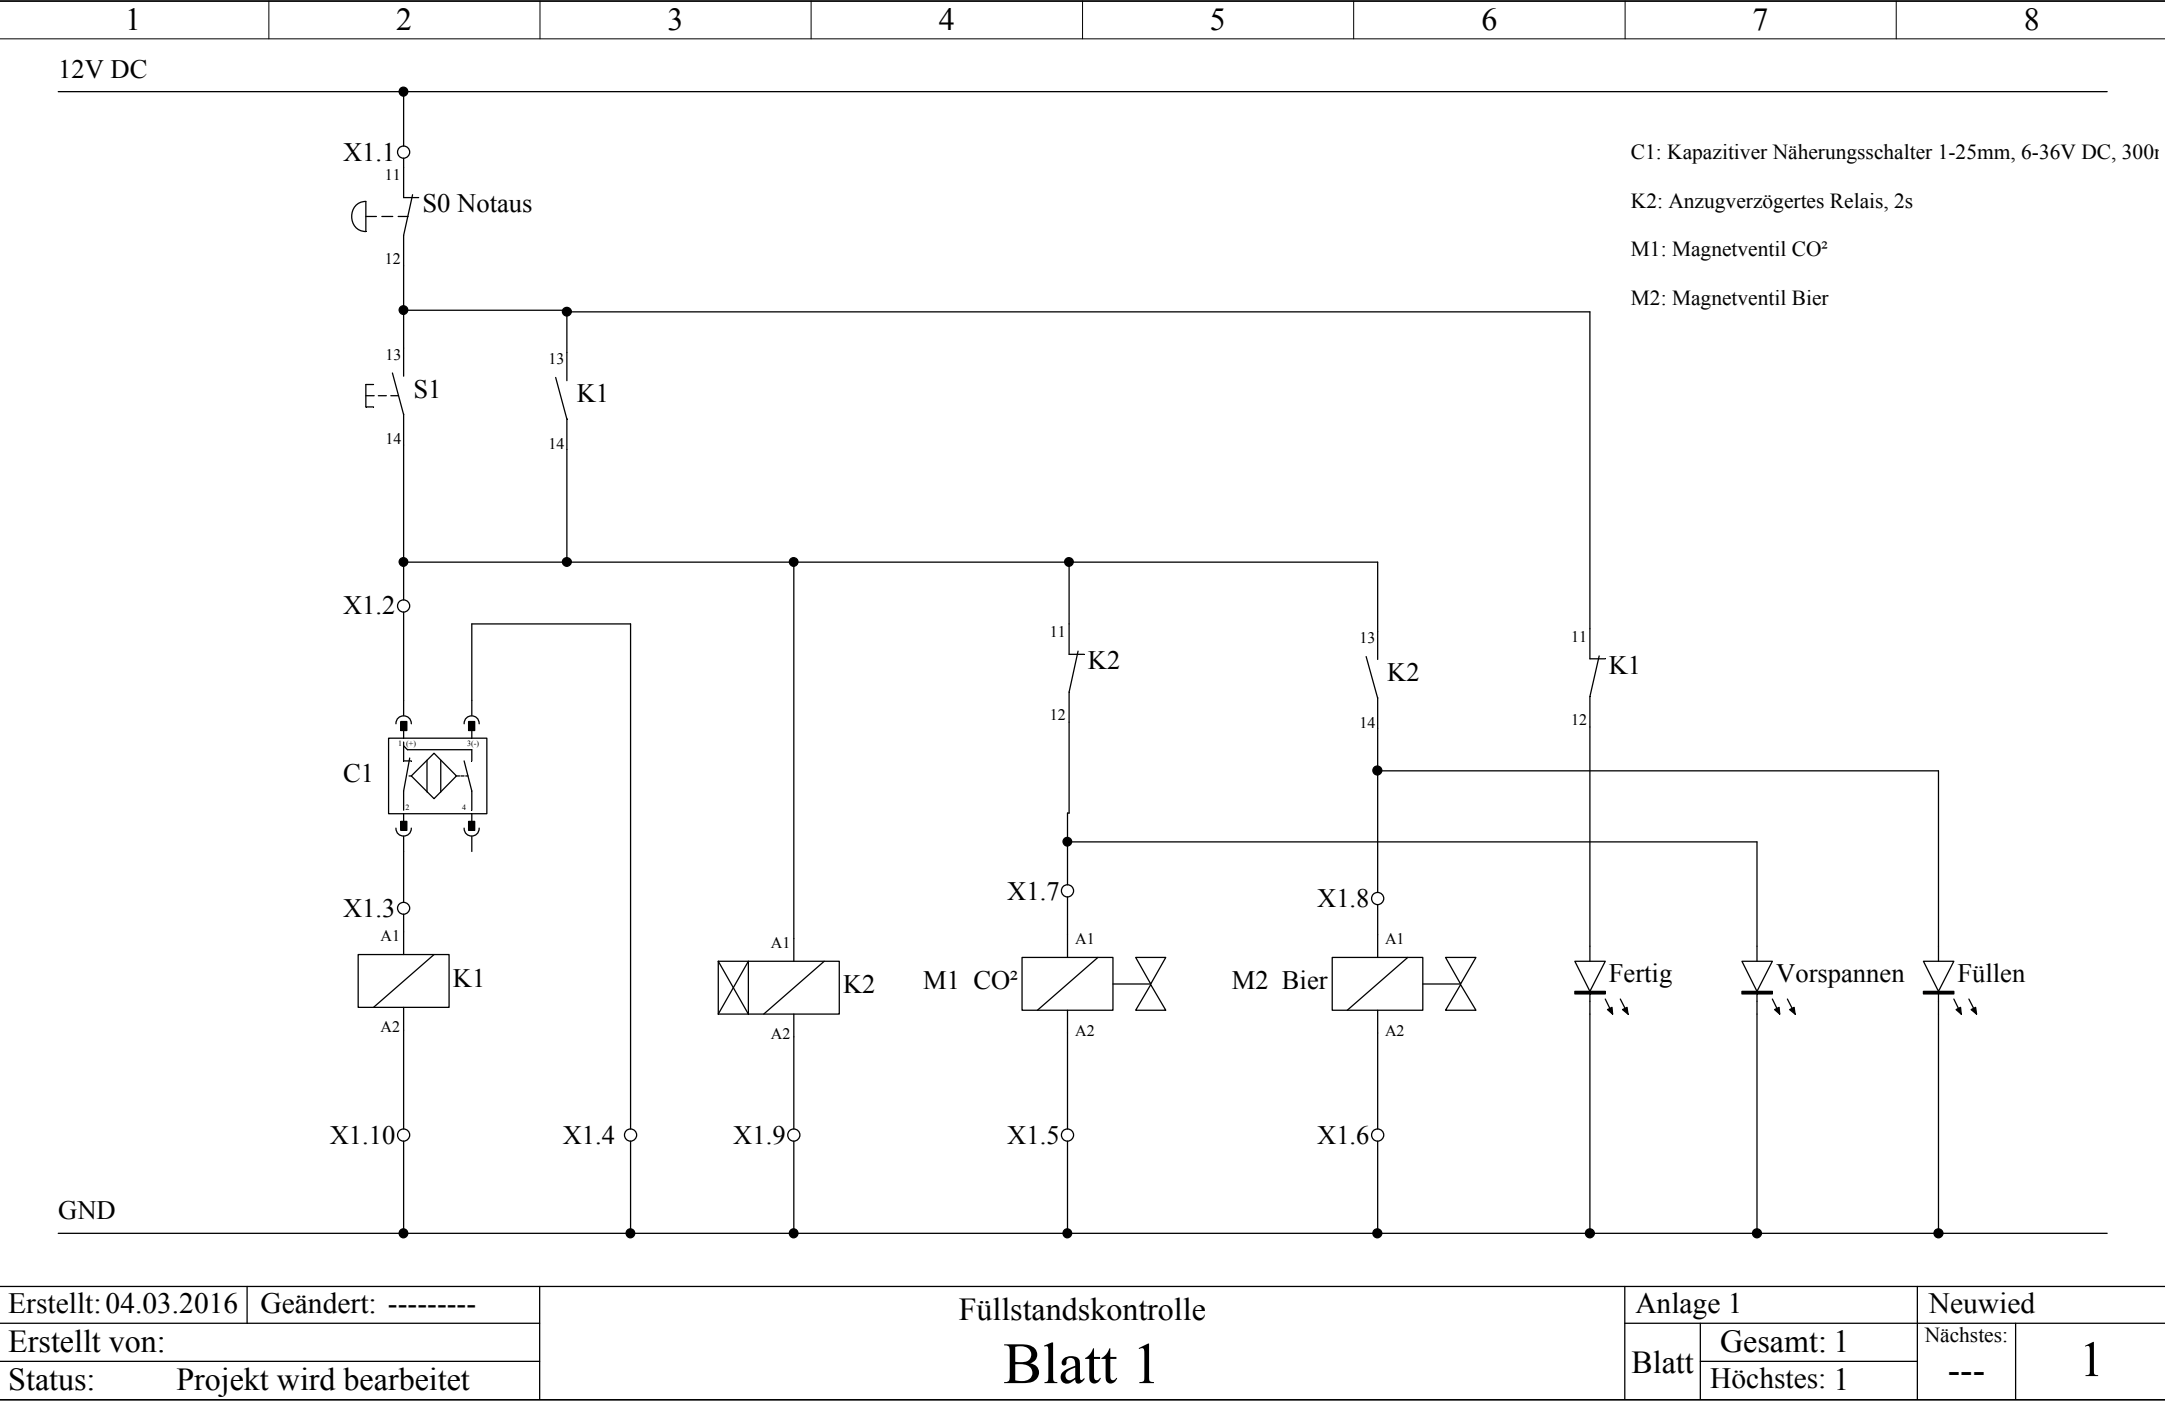 1 2 3 4 5 6 7 8
12V DC
X1.1
11
S0 Notaus
12
C1: Kapazitiver Näherungsschalter 1-25mm, 6-36V DC, 300
K2: Anzugverzögertes Relais, 2s
M1: Magnetventil CO²
M2: Magnetventil Bier
13 13
S1 K1
14 14
X1.2
11 13 11
K2 K2 K1
12 14 12
1 (+) 3(-)
C1
2 4
X1.3 X1.7 X1.8
A1 A1 A1 A1
K1 K2 M1 CO² M2 Bier Fertig Vorspannen Füllen
A2 A2 A2 A2
X1.10 X1.4 X1.9 X1.5 X1.6
GND
Erstellt: 04.03.2016 Geändert: ---------
Erstellt von:
Status: Projekt wird bearbeitet
Füllstandskontrolle
Blatt 1
Anlage 1 Neuwied
Blatt Gesamt: 1
Höchstes: 1
Nächstes:
---
1